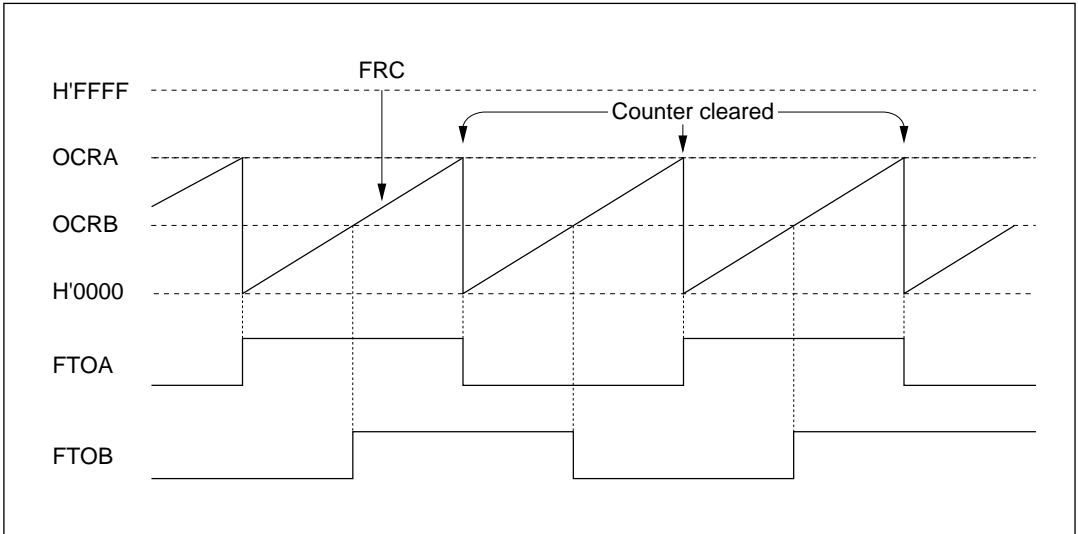 FRC
H'FFFF
Counter cleared
OCRA
OCRB
H'0000
FTOA
FTOB